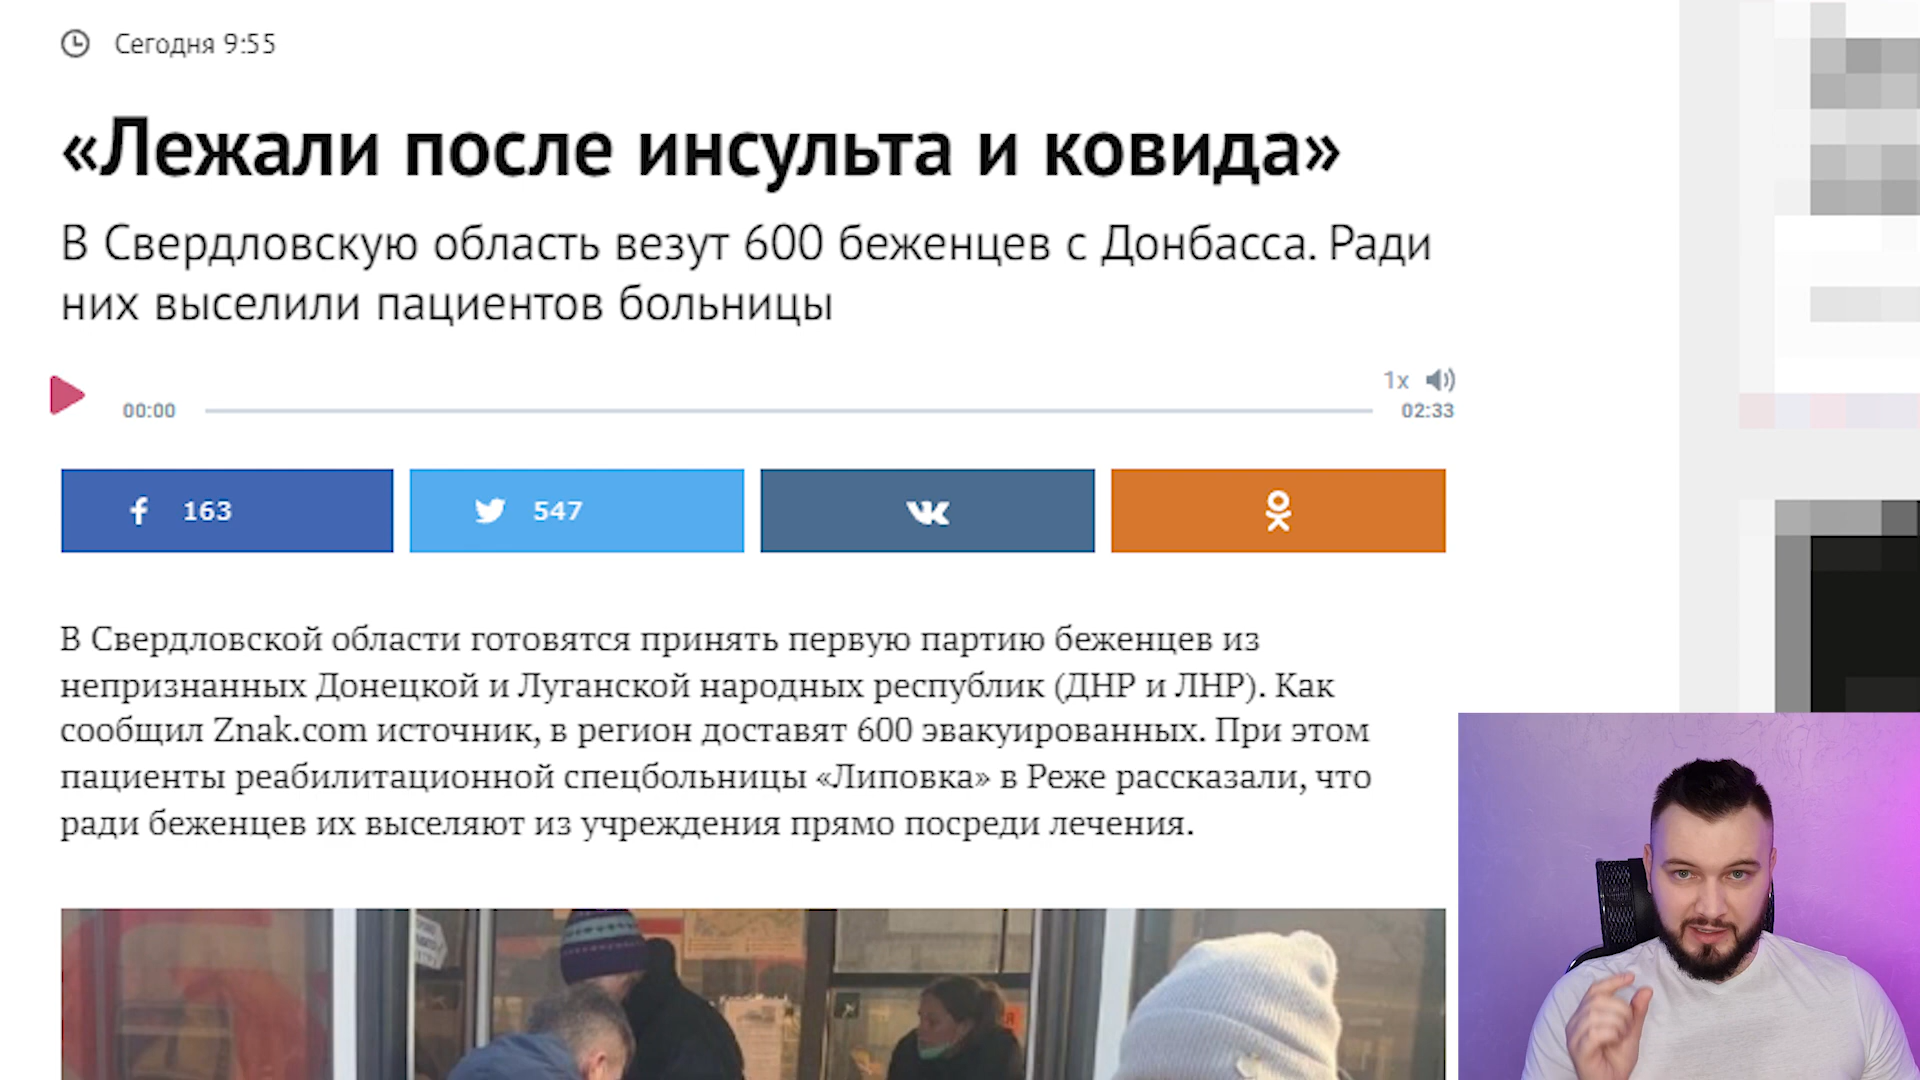 Сегодня 9:55
«Лежали после инсульта и ковида»
В Свердловскую область везут 600 беженцев с Донбасса. Ради
них выселили пациентов больницы
1x
00:00
02:33
163
547
В Свердловской области готовятся принять первую партию беженцев из
непризнанных Донецкой и Луганской народных республик (ДНР и ЛНР). Как
сообщил Znak.com источник, в регион доставят 600 эвакуированных. При этом
пациенты реабилитационной спецбольницы «Липовка» в Реже рассказали, что
ради беженцев их выселяют из учреждения прямо посреди лечения.